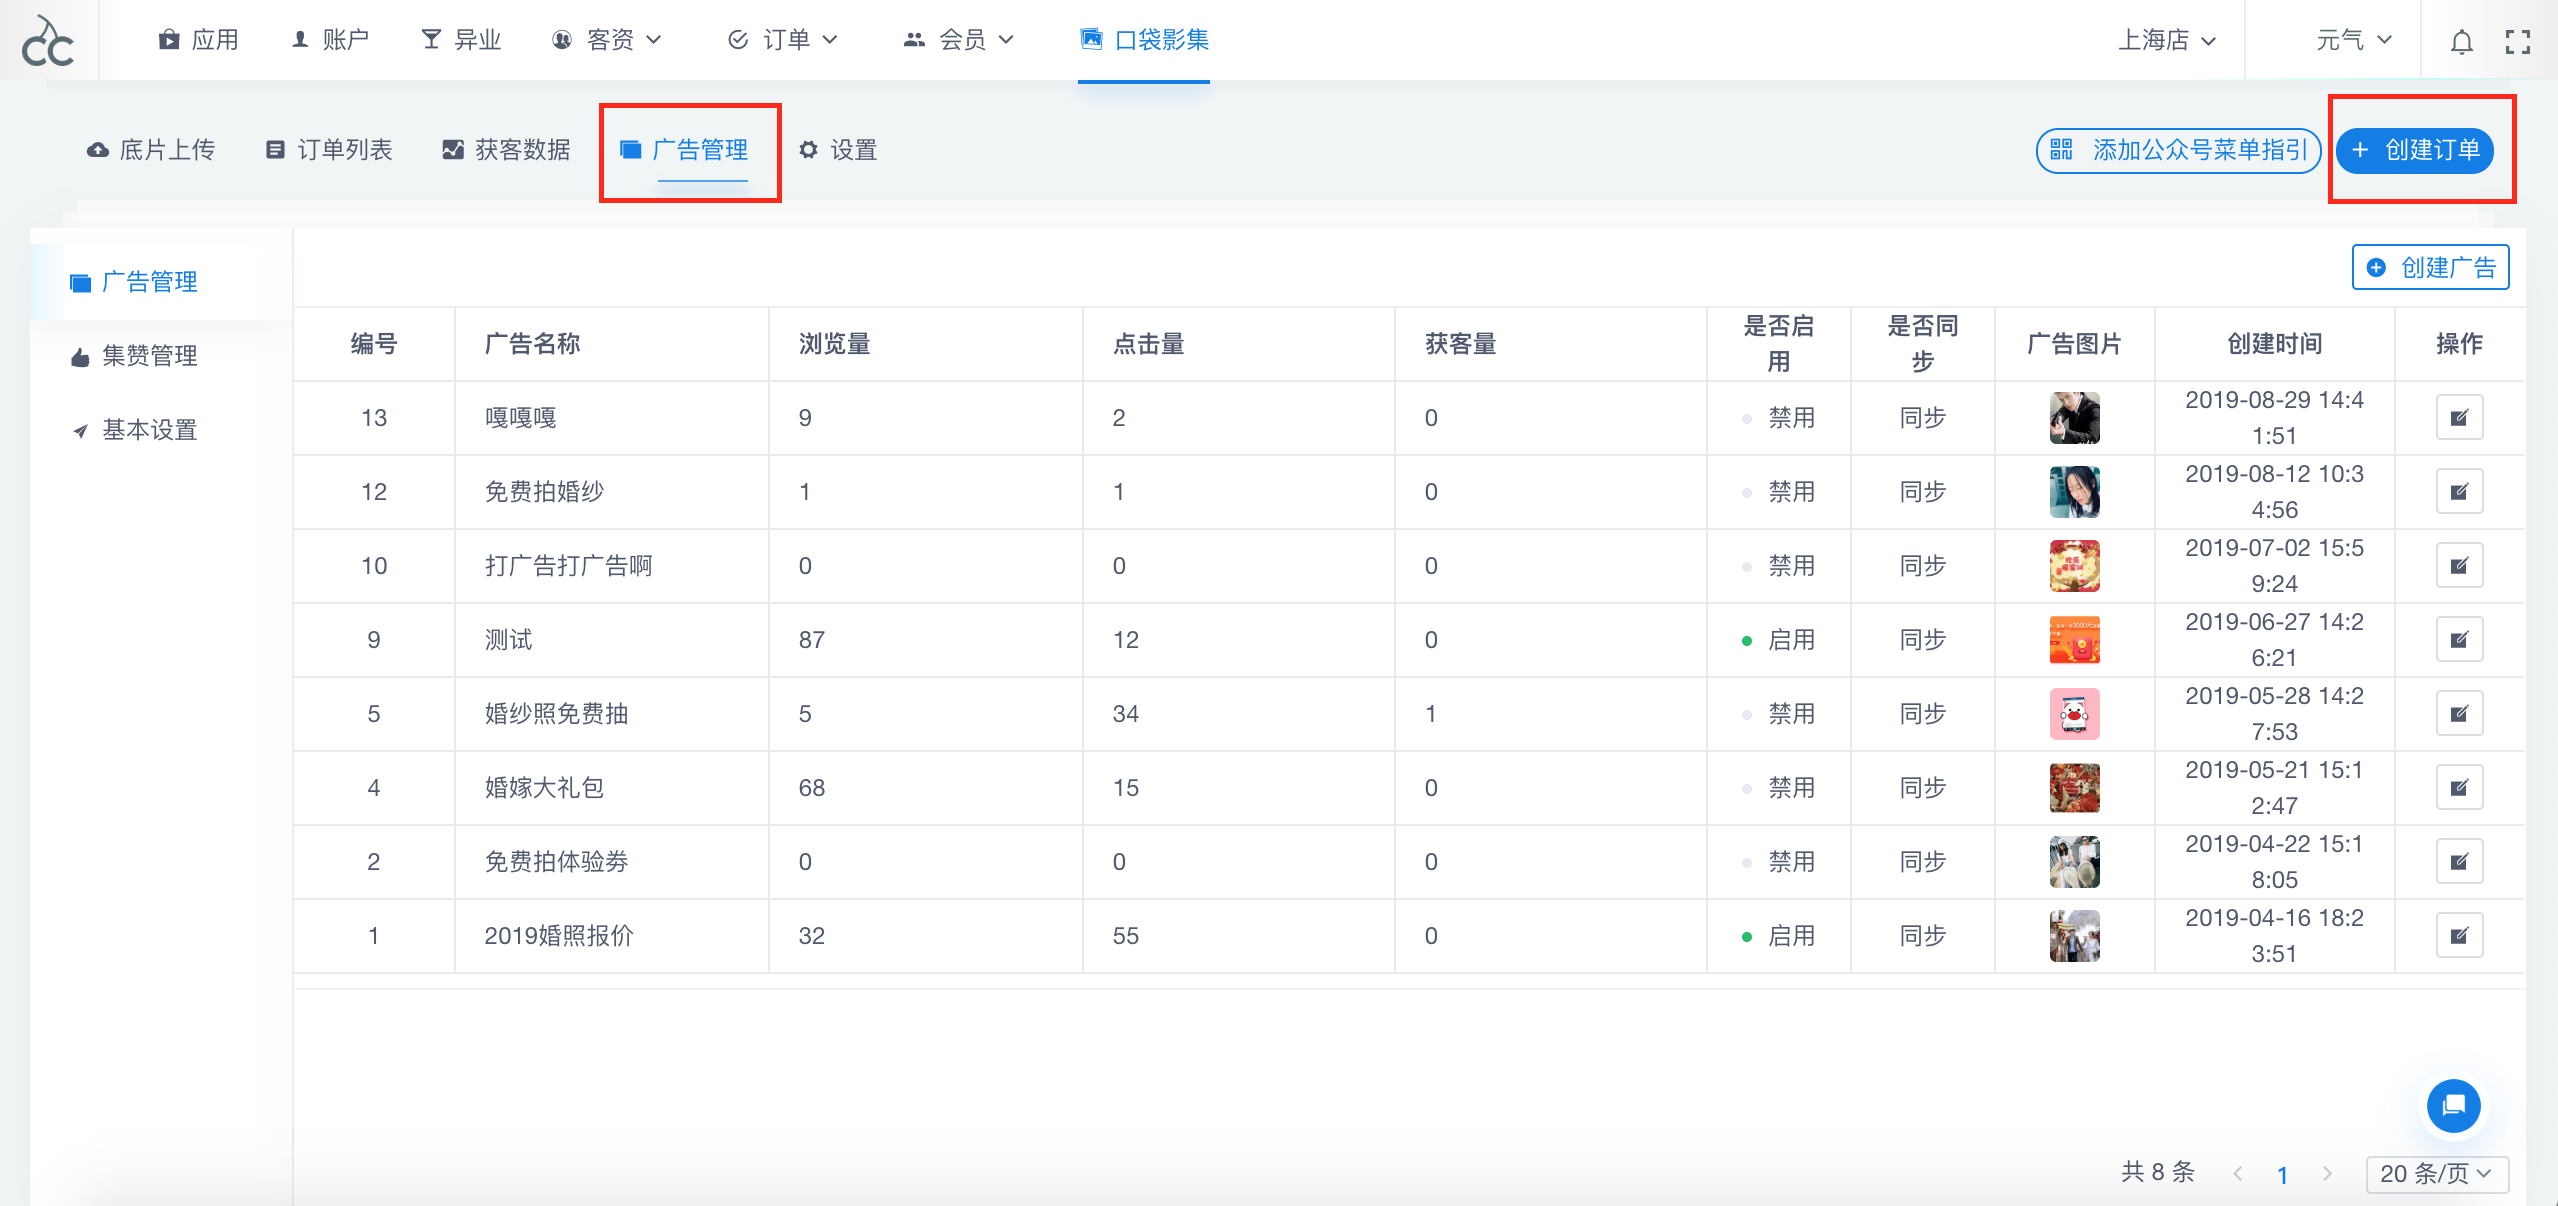 CC
应用
账户
异业
客资
订单
会员
口袋影集
上海店
元气
底片上传
订单列表
获客数据
广告管理
设置
添加公众号菜单指引
+ 创建订单
广告管理
集赞管理
基本设置
创建广告
编号 广告名称 浏览量 点击量 获客量 是否启用 是否同步 广告图片 创建时间 操作
13 嘎嘎嘎 9 2 0 禁用 同步 2019-08-29 14:41:51
12 免费拍婚纱 1 1 0 禁用 同步 2019-08-12 10:34:56
10 打广告打广告啊 0 0 0 禁用 同步 2019-07-02 15:59:24
9 测试 87 12 0 启用 同步 2019-06-27 14:26:21
5 婚纱照免费抽 5 34 1 禁用 同步 2019-05-28 14:27:53
4 婚嫁大礼包 68 15 0 禁用 同步 2019-05-21 15:12:47
2 免费拍体验券 0 0 0 禁用 同步 2019-04-22 15:18:05
1 2019婚照报价 32 55 0 启用 同步 2019-04-16 18:23:51
共 8 条
1
20 条/页